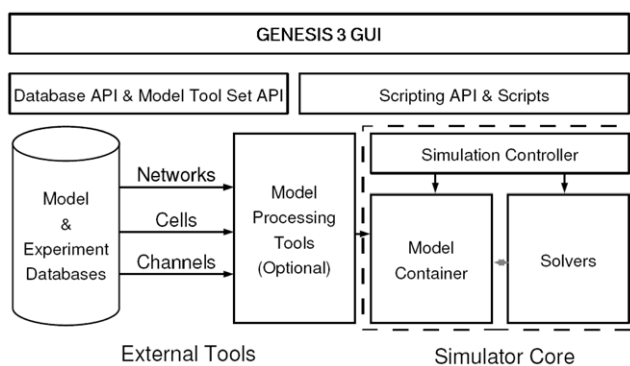 GENESIS 3 GUI
Database API & Model Tool Set API
Scripting API & Scripts
Model
&
Experiment
Databases
Networks
Cells
Channels
Model
Processing
Tools
(Optional)
Simulation Controller
Model
Container
Solvers
External Tools
Simulator Core